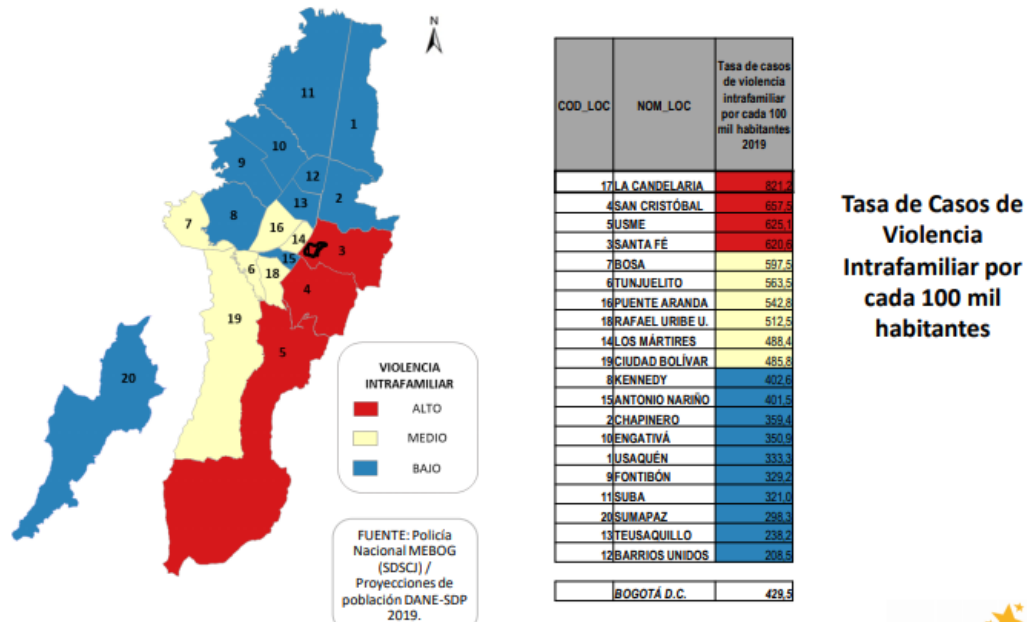 N
11
1
10
9
12
2
13
8
7
16
14
3
15
6
18
4
19
5
20
VIOLENCIA
INTRAFAMILIAR
ALTO
MEDIO
BAJO
FUENTE: Policía
Nacional MEBOG
(SDSCJ) /
Proyecciones de
población DANE-SDP
2019.
COD_LOC NOM_LOC Tasa de casos
de violencia
intrafamiliar
por cada 100
mil habitantes
2019
17 LA CANDELARIA 821,2
4 SAN CRISTÓBAL 657,5
5 USME 625,1
3 SANTA FÉ 620,6
7 BOSA 597,5
6 TUNJUELITO 563,5
16 PUENTE ARANDA 542,8
18 RAFAEL URIBE U. 512,5
14 LOS MÁRTIRES 488,4
19 CIUDAD BOLÍVAR 485,8
8 KENNEDY 402,6
15 ANTONIO NARIÑO 401,5
2 CHAPINERO 359,4
10 ENGATIVÁ 350,9
1 USAQUÉN 333,3
9 FONTIBÓN 329,2
11 SUBA 321,0
20 SUMAPAZ 298,3
13 TEUSAQUILLO 238,2
12 BARRIOS UNIDOS 208,5
BOGOTÁ D.C. 429,5
Tasa de Casos de
Violencia
Intrafamiliar por
cada 100 mil
habitantes